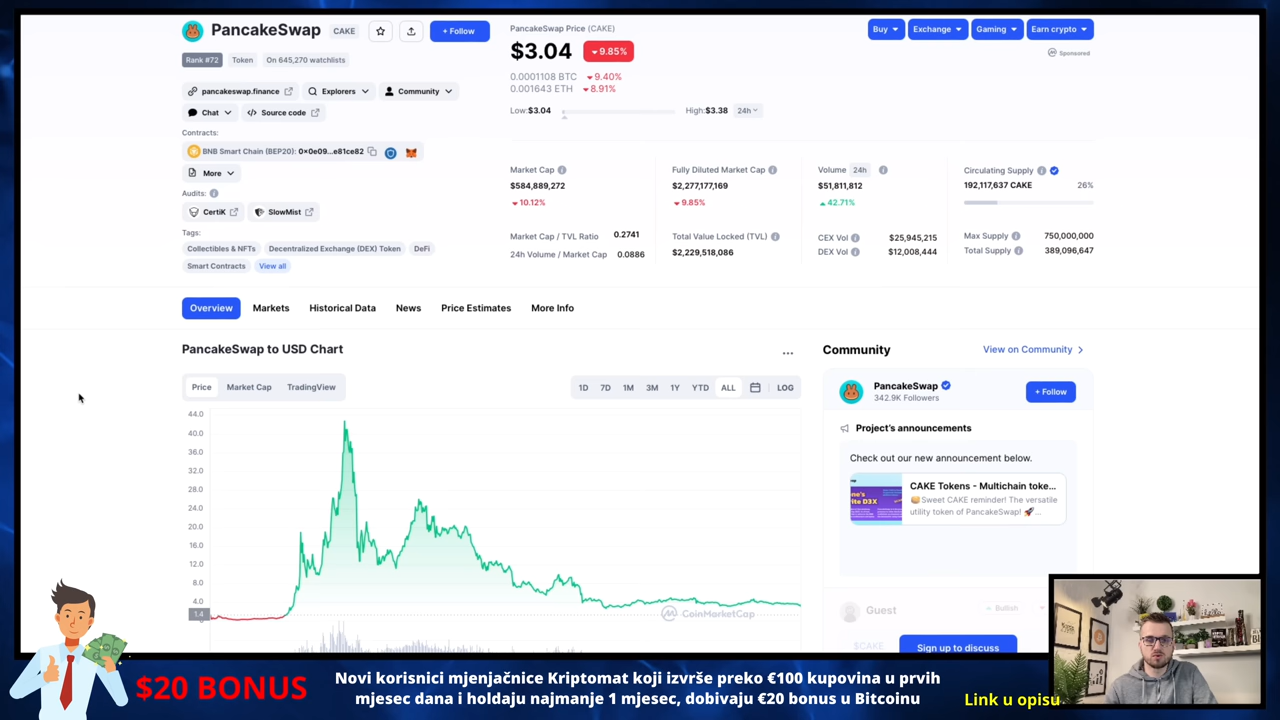 PancakeSwap CAKE + Follow
Rank #72 Token On 645,270 watchlists
pancakeswap.finance Explorers Community
Chat Source code
Contracts:
BNB Smart Chain (BEP20): 0x0e09...e81ce82
More
Audits:
CertiK SlowMist
Tags:
Collectibles & NFTs Decentralized Exchange (DEX) Token DeFi
Smart Contracts View all
PancakeSwap Price (CAKE)
$3.04 9.85%
0.0001108 BTC 9.40%
0.001643 ETH 8.91%
Low:$3.04 High:$3.38 24h
Buy Exchange Gaming Earn crypto
Sponsored
Market Cap
$584,889,272
10.12%
Fully Diluted Market Cap
$2,277,177,169
9.85%
Volume 24h
$51,811,812
42.71%
Circulating Supply
192,117,637 CAKE 26%
Market Cap / TVL Ratio 0.2741
24h Volume / Market Cap 0.0886
Total Value Locked (TVL)
$2,229,518,086
CEX Vol $25,945,215
DEX Vol $12,008,444
Max Supply 750,000,000
Total Supply 389,096,647
Overview Markets Historical Data News Price Estimates More Info
PancakeSwap to USD Chart
Price Market Cap TradingView
1D 7D 1M 3M 1Y YTD ALL LOG
44.0
40.0
36.0
32.0
28.0
24.0
20.0
16.0
12.0
8.0
4.0
1.4
CoinMarketCap
Community View on Community
PancakeSwap
342.9K Followers
+ Follow
Project's announcements
Check out our new announcement below.
CAKE Tokens - Multichain toke...
Sweet CAKE reminder! The versatile
utility token of PancakeSwap! ...
Guest Bullish
$CAKE
Sign up to discuss
$20 BONUS
Novi korisnici mjenjačnice Kriptomat koji izvrše preko €100 kupovina u prvih
mjesec dana i holdaju najmanje 1 mjesec, dobivaju €20 bonus u Bitcoinu
Link u opisu